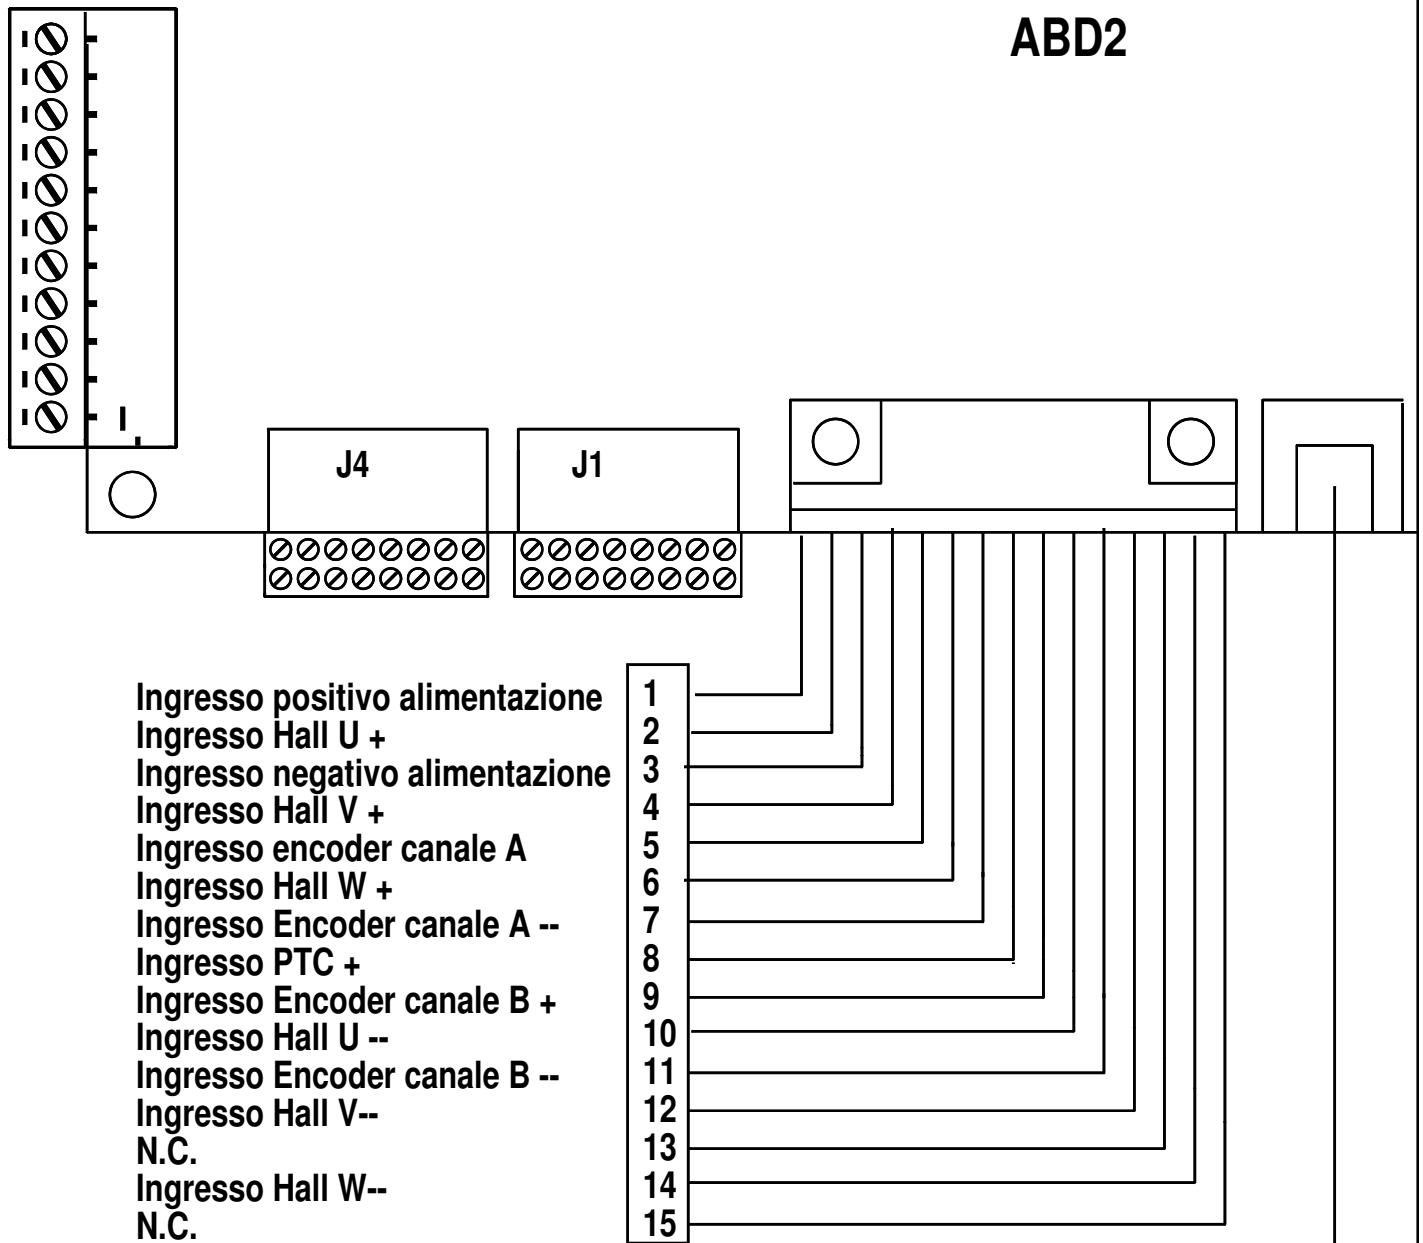 ABD2
J4
J1
Ingresso positivo alimentazione 1
Ingresso Hall U + 2
Ingresso negativo alimentazione 3
Ingresso Hall V + 4
Ingresso encoder canale A 5
Ingresso Hall W + 6
Ingresso Encoder canale A -- 7
Ingresso PTC + 8
Ingresso Encoder canale B + 9
Ingresso Hall U -- 10
Ingresso Encoder canale B -- 11
Ingresso Hall V-- 12
N.C. 13
Ingresso Hall W-- 14
N.C. 15